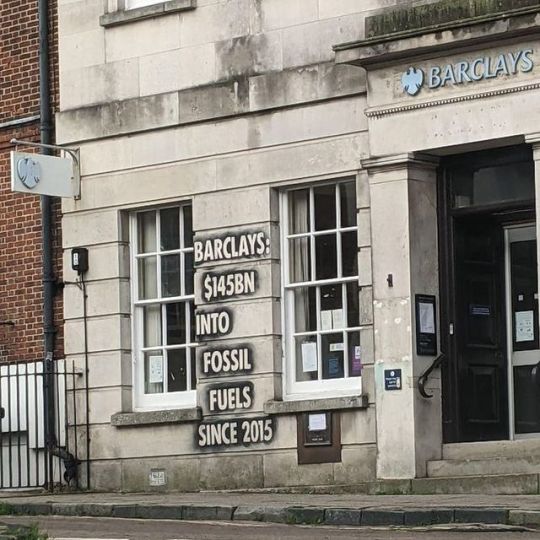 BARCLAYS
BARCLAYS:
$145BN
INTO
FOSSIL
FUELS
SINCE 2015